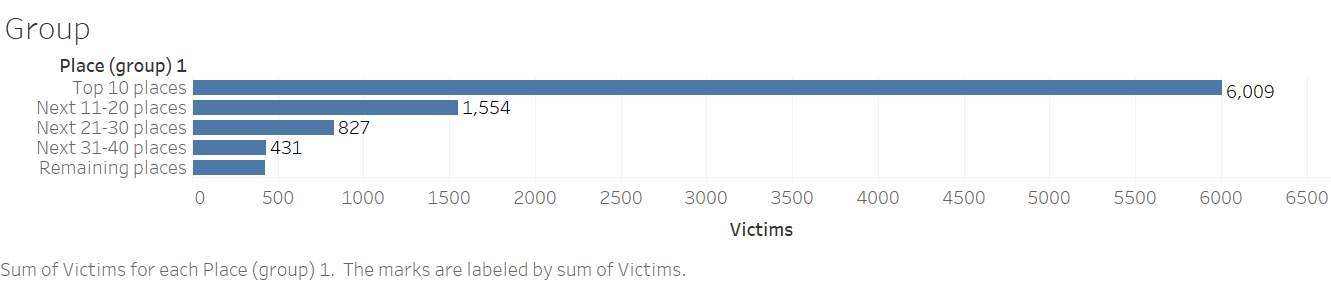 Group
Place (group) 1
Top 10 places 6,009
Next 11-20 places 1,554
Next 21-30 places 827
Next 31-40 places 431
Remaining places
0 500 1000 1500 2000 2500 3000 3500 4000 4500 5000 5500 6000 6500
Victims
Sum of Victims for each Place (group) 1. The marks are labeled by sum of Victims.